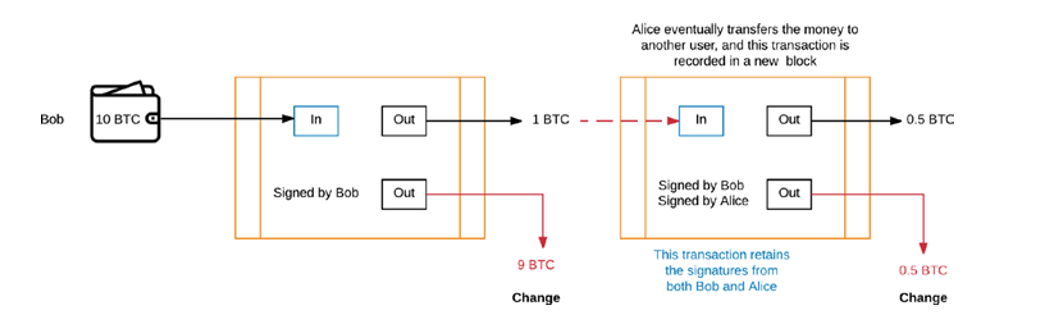 Alice eventually transfers the money to
another user, and this transaction is
recorded in a new block
Bob
10 BTC
In
Out
1 BTC
In
Out
0.5 BTC
Signed by Bob
Out
Signed by Bob
Signed by Alice
Out
This transaction retains
the signatures from
both Bob and Alice
9 BTC
0.5 BTC
Change
Change